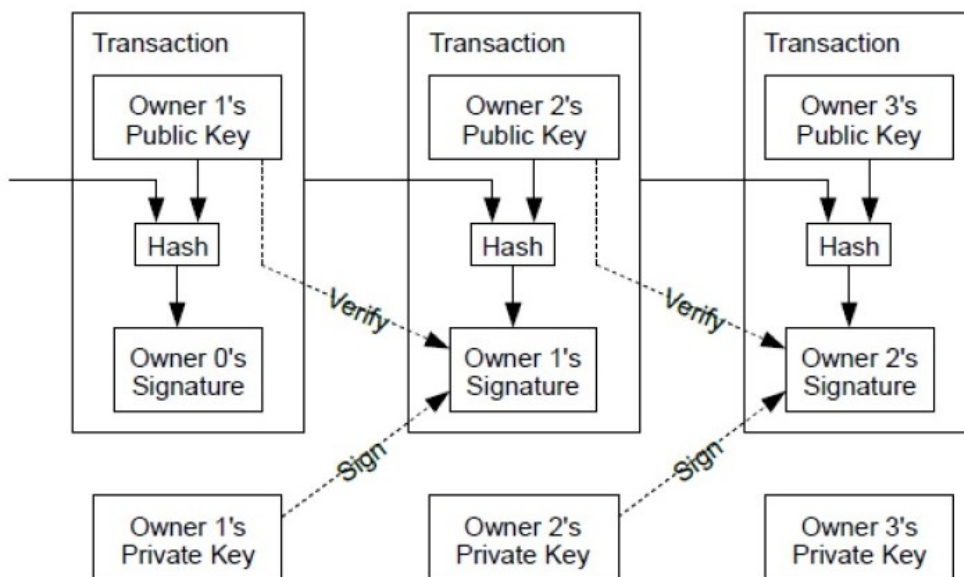 Transaction
Owner 1's
Public Key
Hash
Owner 0's
Signature
Transaction
Owner 2's
Public Key
Hash
Owner 1's
Signature
Transaction
Owner 3's
Public Key
Hash
Owner 2's
Signature
Verify
Verify
Sign
Sign
Owner 1's
Private Key
Owner 2's
Private Key
Owner 3's
Private Key